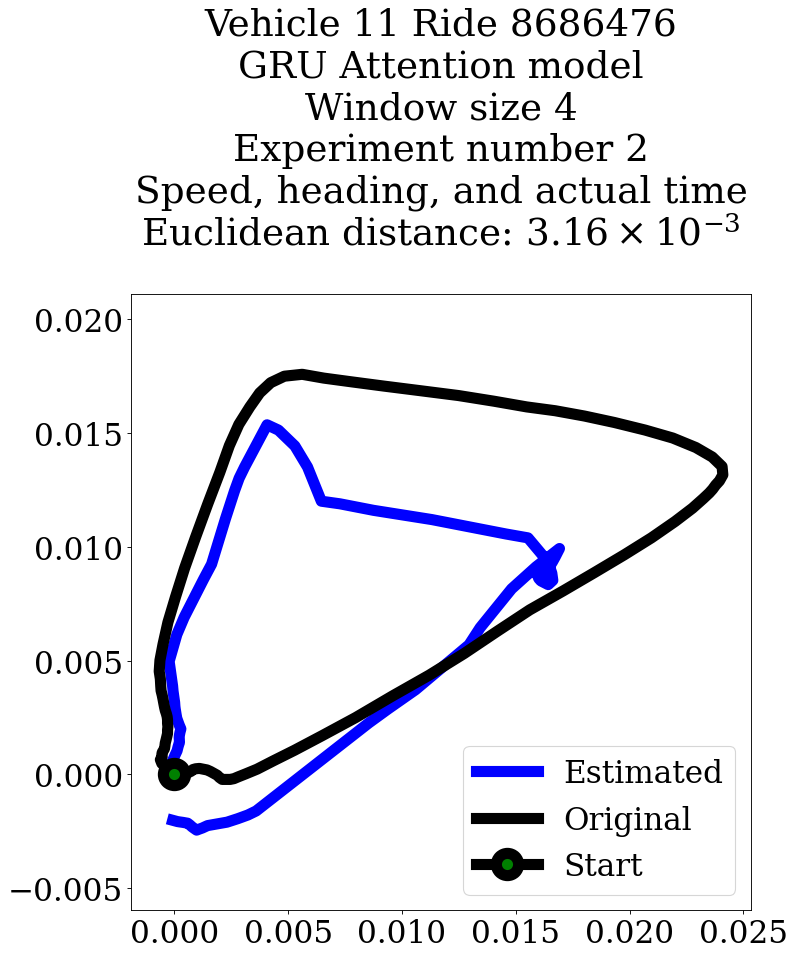 Vehicle 11 Ride 8686476
GRU Attention model
Window size 4
Experiment number 2
Speed, heading, and actual time
Euclidean distance: 3.16 × 10⁻³
0.020
0.015
0.010
0.005
0.000
−0.005
Estimated
Original
Start
0.000 0.005 0.010 0.015 0.020 0.025